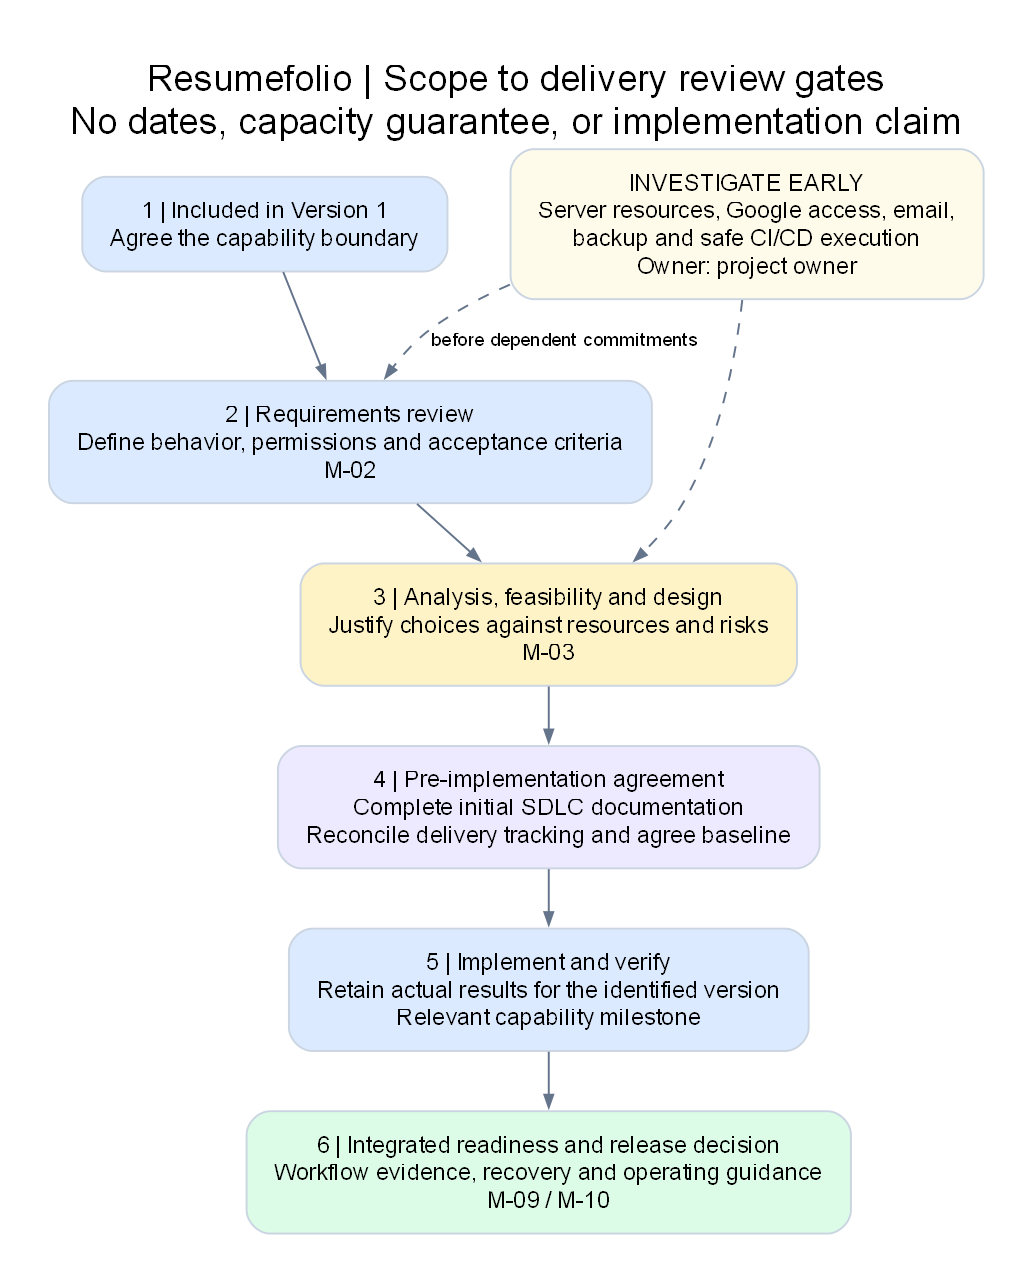 Resumefolio | Scope to delivery review gates
No dates, capacity guarantee, or implementation claim
1 | Included in Version 1
Agree the capability boundary
INVESTIGATE EARLY
Server resources, Google access, email,
backup and safe CI/CD execution
Owner: project owner
before dependent commitments
2 | Requirements review
Define behavior, permissions and acceptance criteria
M-02
3 | Analysis, feasibility and design
Justify choices against resources and risks
M-03
4 | Pre-implementation agreement
Complete initial SDLC documentation
Reconcile delivery tracking and agree baseline
5 | Implement and verify
Retain actual results for the identified version
Relevant capability milestone
6 | Integrated readiness and release decision
Workflow evidence, recovery and operating guidance
M-09 / M-10